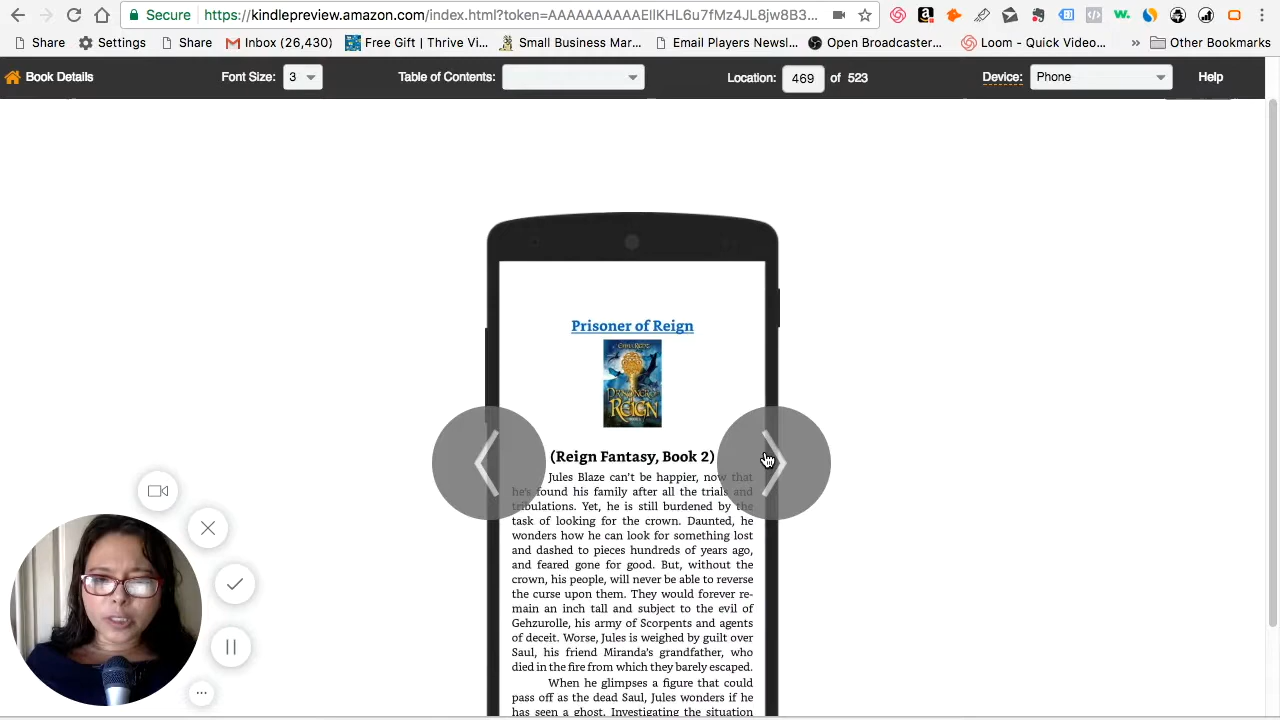 Secure https://kindlepreview.amazon.com/index.html?token=AAAAAAAAAAEIlKHL6u7fMz4JL8jw8B3...
Share Settings Share Inbox (26,430) Free Gift | Thrive Vi... Small Business Mar... Email Players Newsl... Open Broadcaster... Loom - Quick Video... » Other Bookmarks
Book Details Font Size: 3 Table of Contents: Location: 469 of 523 Device: Phone Help
Prisoner of Reign
PRISONER OF
REIGN
(Reign Fantasy, Book 2)
Jules Blaze can't be happier, now that
he's found his family after all the trials and
tribulations. Yet, he is still burdened by the
task of looking for the crown. Daunted, he
wonders how he can look for something lost
and dashed to pieces hundreds of years ago,
and feared gone for good. But, without the
crown, his people, will never be able to reverse
the curse upon them. They would forever re-
main an inch tall and subject to the evil of
Gehzurolle, his army of Scorpents and agents
of deceit. Worse, Jules is weighed by guilt over
Saul, his friend Miranda's grandfather, who
died in the fire from which they barely escaped.
When he glimpses a figure that could
pass off as the dead Saul, Jules wonders if he
has seen a ghost. Investigating the situation